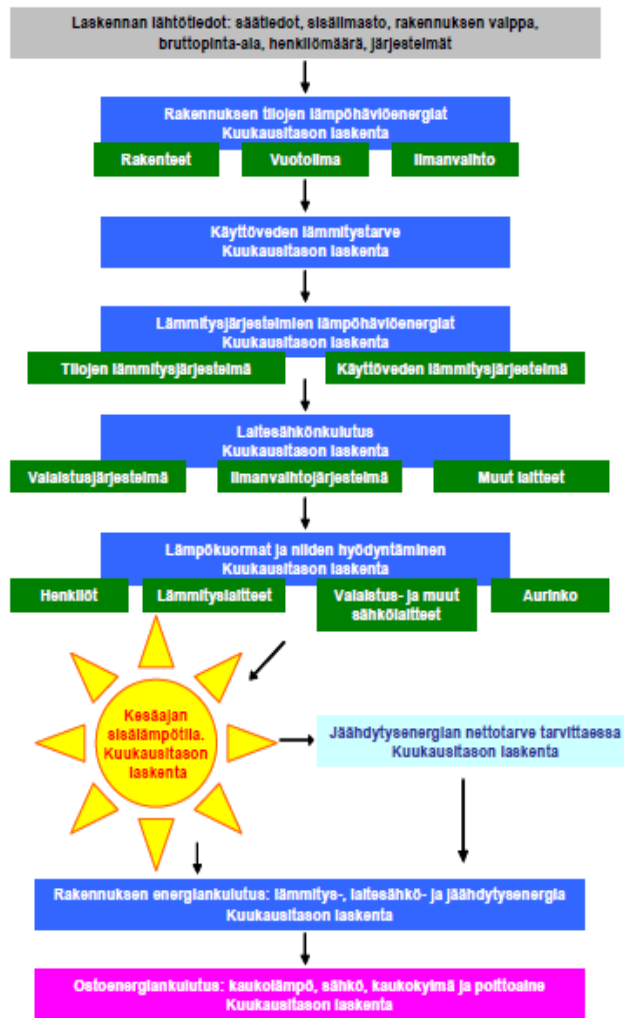 Laskennan lähtötiedot: säätiedot, sisäilmasto, rakennuksen vaippa,
bruttopinta-ala, henkilömäärä, järjestelmät
Rakennuksen tilojen lämpöhäviöenergiat
Kuukausitason laskenta
Rakenteet
Vuotoilma
Ilmanvaihto
Käyttöveden lämmitystarve
Kuukausitason laskenta
Lämmitysjärjestelmien lämpöhäviöenergiat
Kuukausitason laskenta
Tilojen lämmitysjärjestelmä
Käyttöveden lämmitysjärjestelmä
Laitesähkönkulutus
Kuukausitason laskenta
Valaistusjärjestelmä
Ilmanvaihtojärjestelmä
Muut laitteet
Lämpökuormat ja niiden hyödyntäminen
Kuukausitason laskenta
Henkilöt
Lämmityslaitteet
Valaistus- ja muut
sähkölaitteet
Aurinko
Kesäajan
sisälämpötila.
Kuukausitason
laskenta
Jäähdytysenergian nettotarve tarvittaessa
Kuukausitason laskenta
Rakennuksen energiankulutus: lämmitys-, laitesähkö- ja jäähdytysenergia
Kuukausitason laskenta
Ostoenergiankulutus: kaukolämpö, sähkö, kaukokylmä ja polttoaine
Kuukausitason laskenta